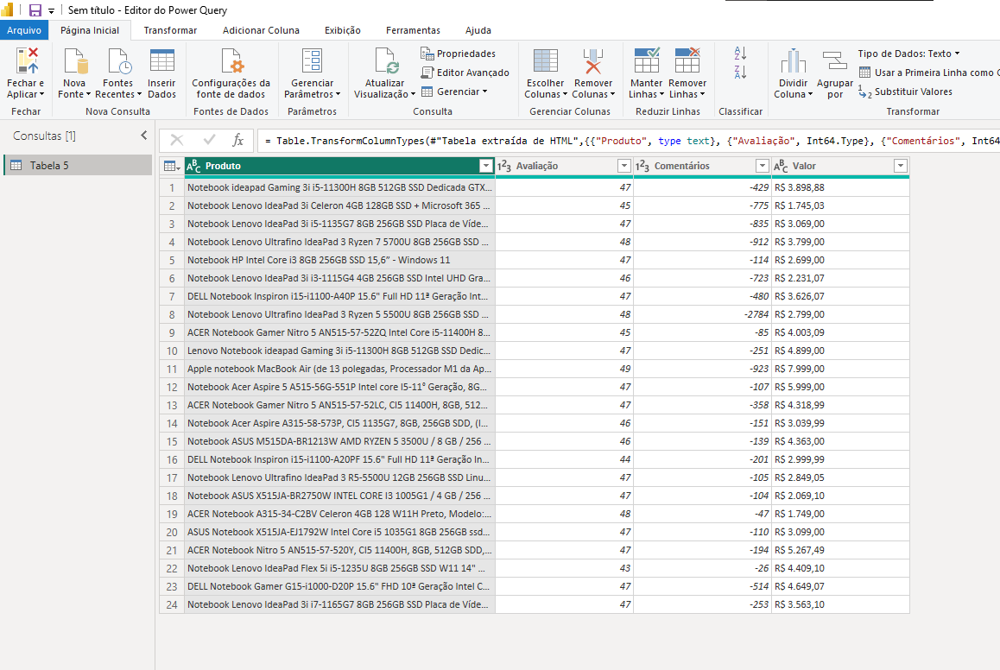 Sem título - Editor do Power Query
Arquivo Página Inicial Transformar Adicionar Coluna Exibição Ferramentas Ajuda
Fechar e Aplicar
Fechar
Nova Fonte
Fontes Recentes
Inserir Dados
Nova Consulta
Configurações da fonte de dados
Fontes de Dados
Gerenciar Parâmetros
Parâmetros
Atualizar Visualização
Propriedades
Editor Avançado
Gerenciar
Consulta
Escolher Colunas
Remover Colunas
Gerenciar Colunas
Manter Linhas
Remover Linhas
Reduzir Linhas
A Z
Z A
Classificar
Dividir Coluna
Agrupar por
Tipo de Dados: Texto
Usar a Primeira Linha como
1 2 Substituir Valores
Transformar
Consultas [1]
Tabela 5
fx
= Table.TransformColumnTypes(#"Tabela extraída de HTML",{{"Produto", type text}, {"Avaliação", Int64.Type}, {"Comentários", Int64
ABC Produto 123 Avaliação 123 Comentários ABC Valor
1 Notebook ideapad Gaming 3i i5-11300H 8GB 512GB SSD Dedicada GTX... 47 -429 R$ 3.898,88
2 Notebook Lenovo IdeaPad 3i Celeron 4GB 128GB SSD + Microsoft 365 ... 45 -775 R$ 1.745,03
3 Notebook Lenovo IdeaPad 3i i5-1135G7 8GB 256GB SSD Placa de Víde... 47 -835 R$ 3.069,00
4 Notebook Lenovo Ultrafino IdeaPad 3 Ryzen 7 5700U 8GB 256GB SSD ... 48 -912 R$ 3.799,00
5 Notebook HP Intel Core i3 8GB 256GB SSD 15,6” - Windows 11 47 -114 R$ 2.699,00
6 Notebook Lenovo IdeaPad 3i i3-1115G4 4GB 256GB SSD Intel UHD Gra... 46 -723 R$ 2.231,07
7 DELL Notebook Inspiron i15-i1100-A40P 15.6" Full HD 11ª Geração Int... 47 -480 R$ 3.626,07
8 Notebook Lenovo Ultrafino IdeaPad 3 Ryzen 5 5500U 8GB 256GB SSD ... 48 -2784 R$ 2.799,00
9 ACER Notebook Gamer Nitro 5 AN515-57-52ZQ Intel Core i5-11400H 8... 45 -85 R$ 4.003,09
10 Lenovo Notebook ideapad Gaming 3i i5-11300H 8GB 512GB SSD Dedic... 47 -251 R$ 4.899,00
11 Apple notebook MacBook Air (de 13 polegadas, Processador M1 da Ap... 49 -923 R$ 7.999,00
12 Notebook Acer Aspire 5 A515-56G-551P Intel core I5-11° Geração, 8G... 47 -107 R$ 5.999,00
13 ACER Notebook Gamer Nitro 5 AN515-57-52LC, CI5 11400H, 8GB, 512... 47 -358 R$ 4.318,99
14 Notebook Acer Aspire A315-58-573P, CI5 1135G7, 8GB, 256GB SDD, (I... 46 -151 R$ 3.039,99
15 Notebook ASUS M515DA-BR1213W AMD RYZEN 5 3500U / 8 GB / 256 ... 46 -139 R$ 4.363,00
16 DELL Notebook Inspiron i15-i1100-A20PF 15.6" Full HD 11ª Geração In... 44 -201 R$ 2.999,99
17 Notebook Lenovo Ultrafino IdeaPad 3 R5-5500U 12GB 256GB SSD Linu... 47 -105 R$ 2.849,05
18 Notebook ASUS X515JA-BR2750W INTEL CORE I3 1005G1 / 4 GB / 256 ... 47 -104 R$ 2.069,10
19 ACER Notebook A315-34-C2BV Celeron 4GB 128 W11H Preto, Modelo:... 48 -47 R$ 1.749,00
20 ASUS Notebook X515JA-EJ1792W Intel Core i5 1035G1 8GB 256GB ssd... 47 -110 R$ 3.099,00
21 ACER Notebook Nitro 5 AN515-57-520Y, CI5 11400H, 8GB, 512GB SDD,... 47 -194 R$ 5.267,49
22 Notebook Lenovo IdeaPad Flex 5i i5-1235U 8GB 256GB SSD W11 14" ... 43 -26 R$ 4.409,10
23 DELL Notebook Gamer G15-i1000-D20P 15.6" FHD 10ª Geração Intel C... 47 -514 R$ 4.649,07
24 Notebook Lenovo IdeaPad 3i i7-1165G7 8GB 256GB SSD Placa de Víde... 47 -253 R$ 3.563,10